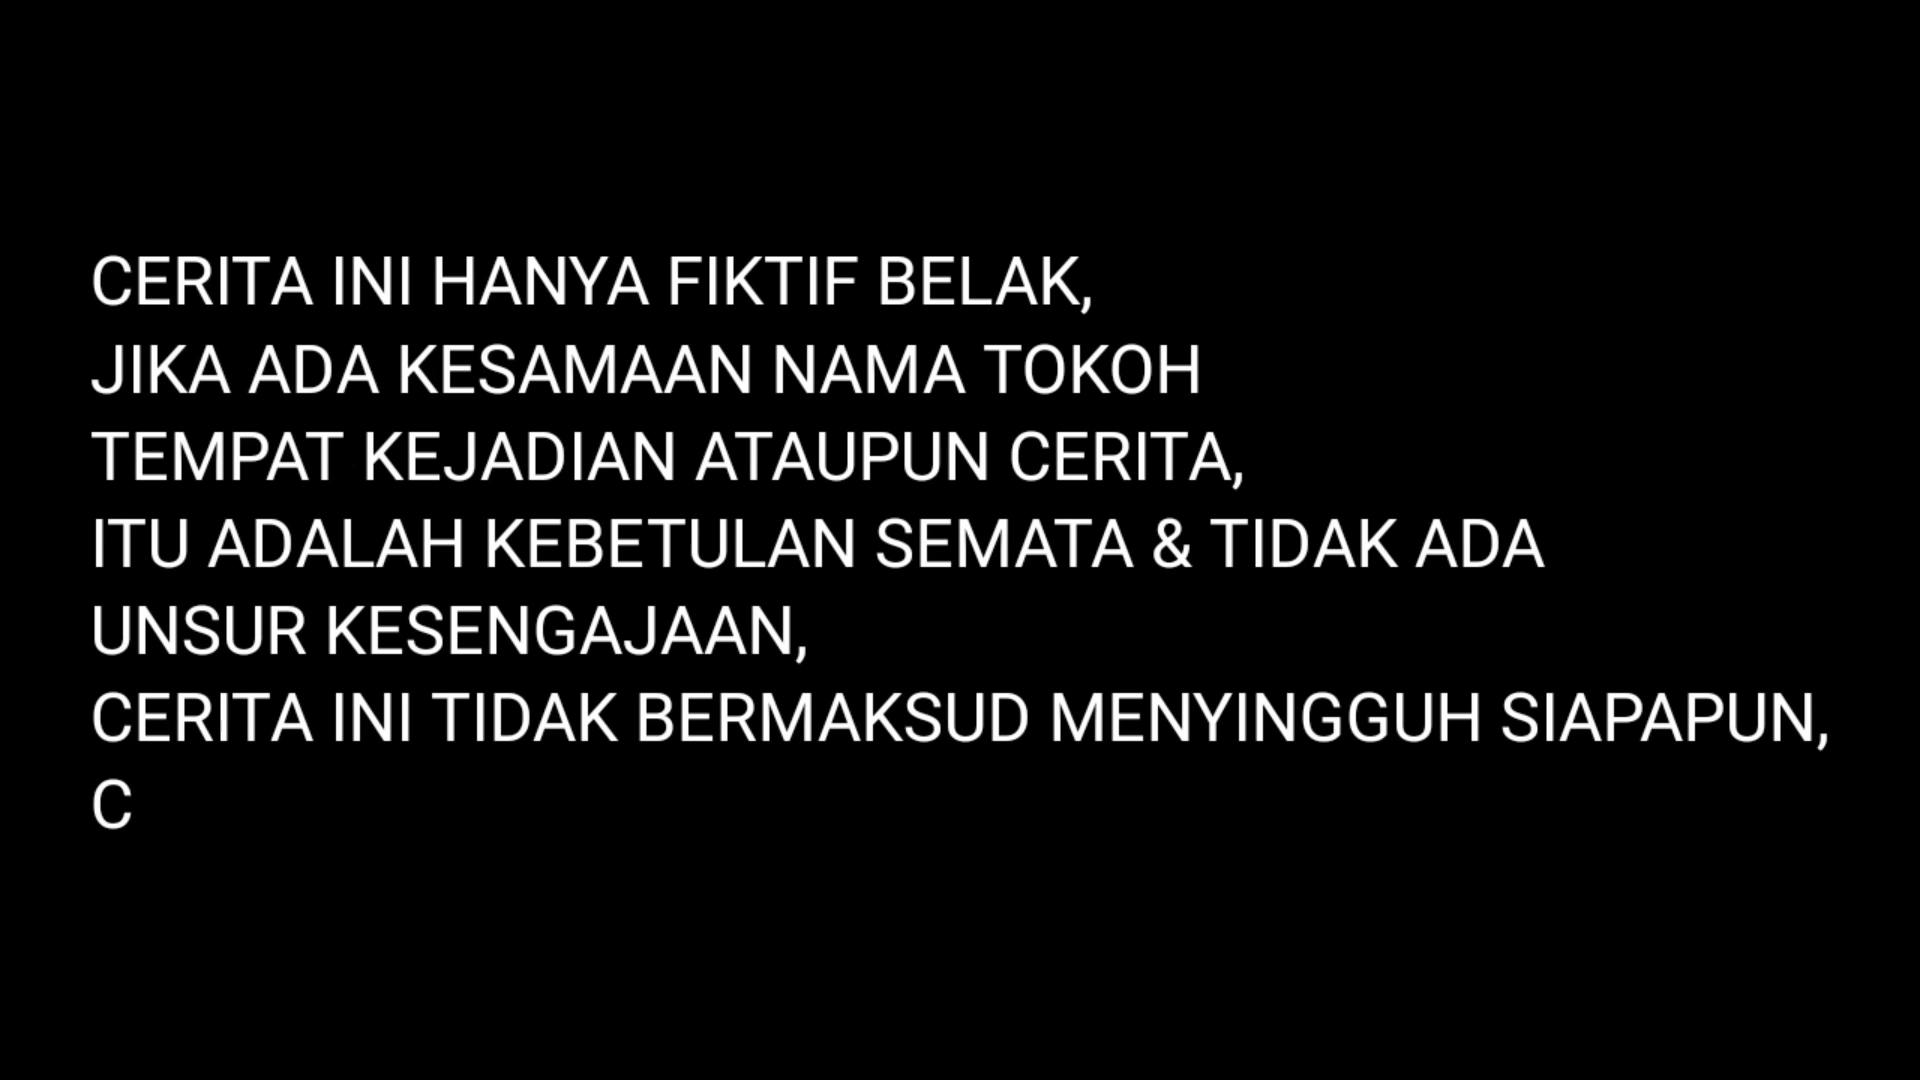 CERITA INI HANYA FIKTIF BELAK,
JIKA ADA KESAMAAN NAMA TOKOH
TEMPAT KEJADIAN ATAUPUN CERITA,
ITU ADALAH KEBETULAN SEMATA & TIDAK ADA
UNSUR KESENGAJAAN,
CERITA INI TIDAK BERMAKSUD MENYINGGUH SIAPAPUN,
C